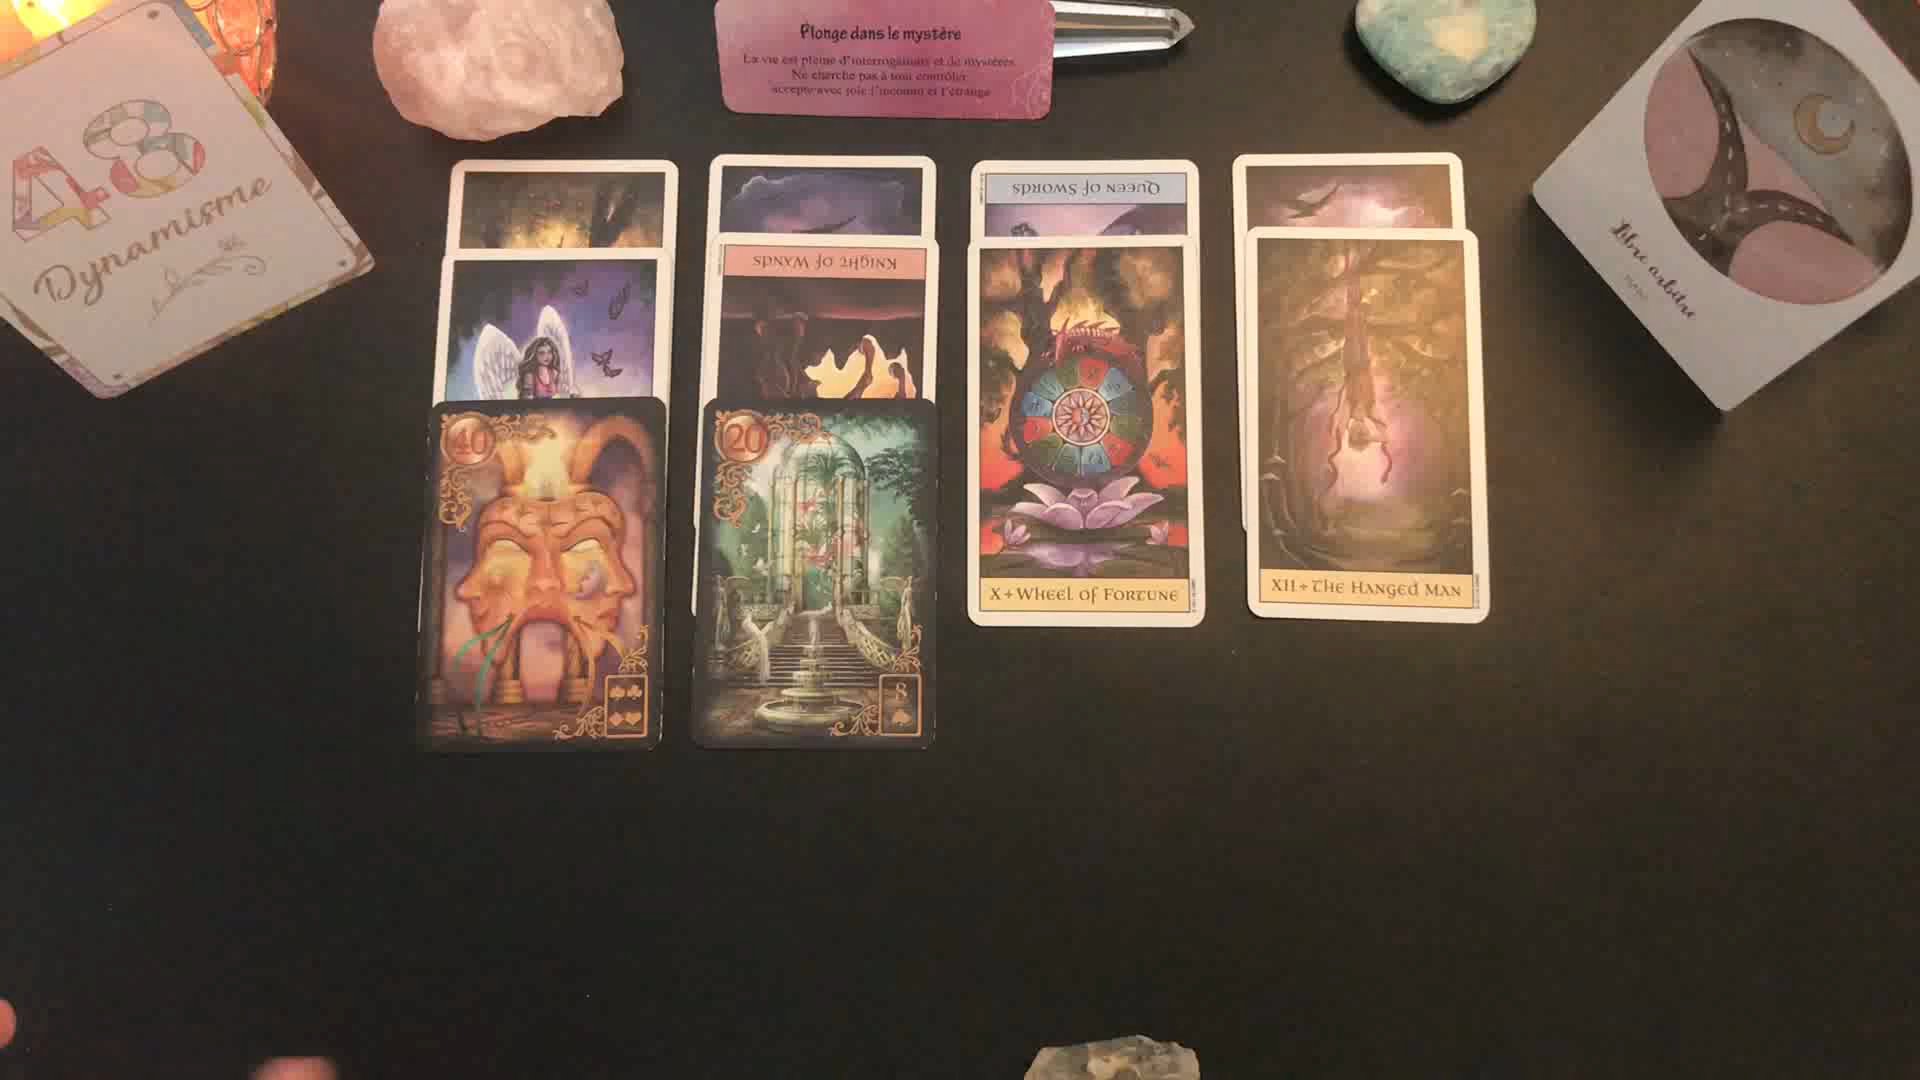 48
Dynamisme
Plonge dans le mystère
La vie est pleine d'interrogations et de mystères.
Ne cherche pas à tout contrôler,
accepte avec joie l'inconnu et l'étrange
Libre arbitre
Queen of Swords
Knight of Wands
40
20
8
X + Wheel of Fortune
XII + The Hanged Man